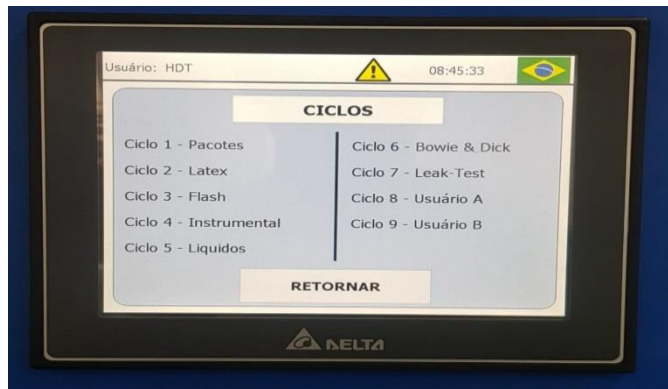 Usuário: HDT
08:45:33
CICLOS
Ciclo 1 - Pacotes
Ciclo 2 - Latex
Ciclo 3 - Flash
Ciclo 4 - Instrumental
Ciclo 5 - Liquidos
Ciclo 6 - Bowie & Dick
Ciclo 7 - Leak-Test
Ciclo 8 - Usuário A
Ciclo 9 - Usuário B
RETORNAR
DELTA